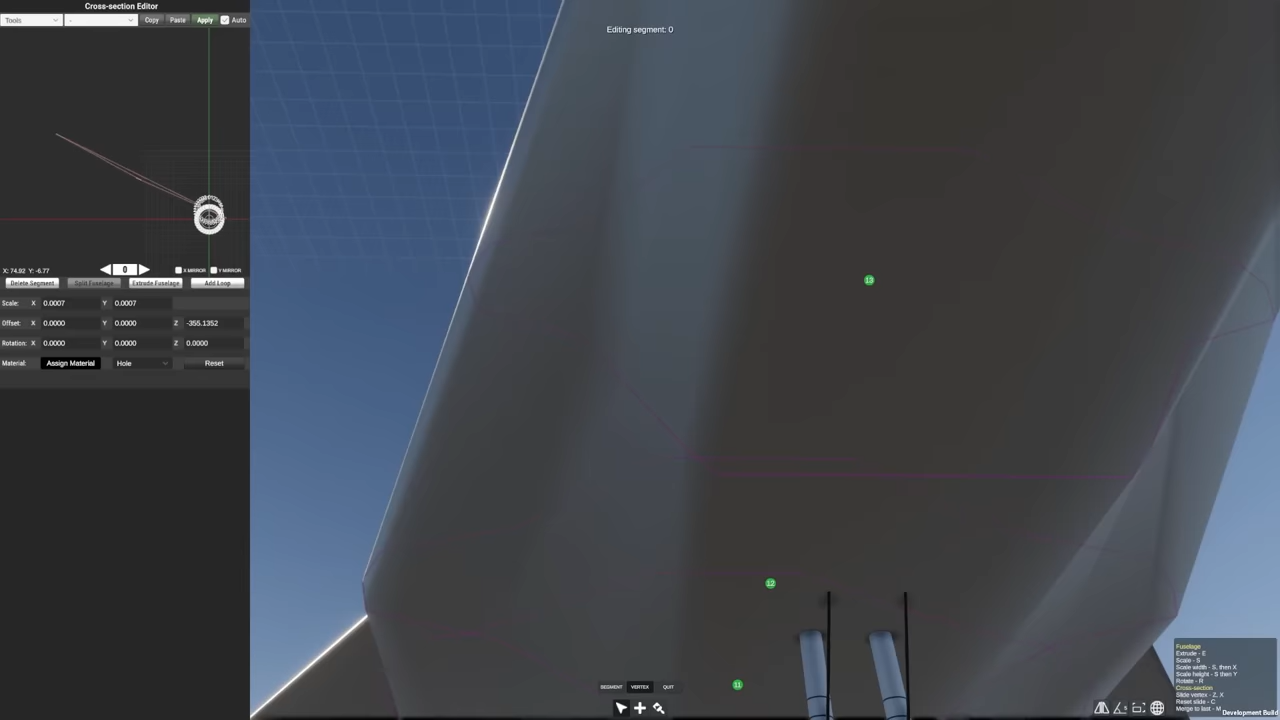 Cross-section Editor
Tools - Copy Paste Apply Auto
Editing segment: 0
X: 74.92 Y: -6.77 0 X MIRROR Y MIRROR
Delete Segment Split Fuselage Extrude Fuselage Add Loop
Scale: X 0.0007 Y 0.0007
Offset: X 0.0000 Y 0.0000 Z -355.1352
Rotation: X 0.0000 Y 0.0000 Z 0.0000
Material: Assign Material Hole Reset
13
12
11
SEGMENT VERTEX QUIT
Fuselage
Extrude - E
Scale - S
Scale width - S, then X
Scale height - S then Y
Rotate - R
Cross-section
Slide vertex - Z, X
Reset slide - C
Merge to last - M
Development Build